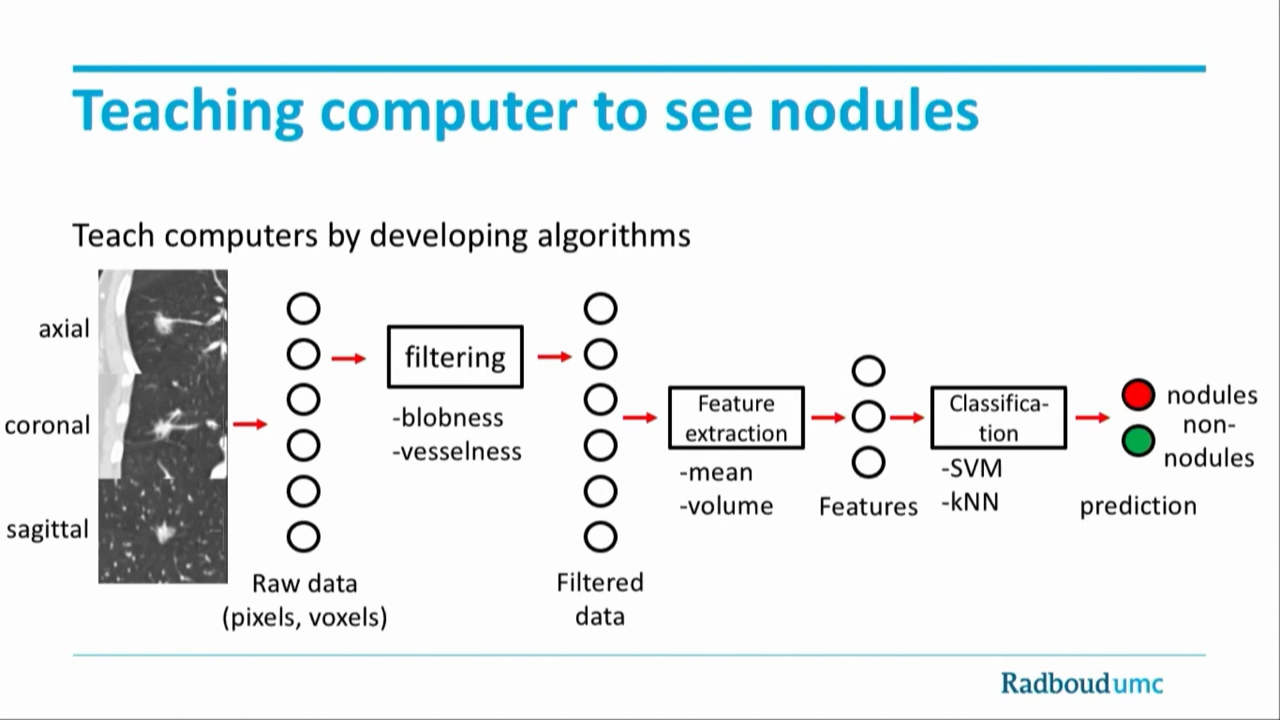 Teaching computer to see nodules
Teach computers by developing algorithms
axial
coronal
sagittal
Raw data
(pixels, voxels)
filtering
-blobness
-vesselness
Filtered
data
Feature
extraction
-mean
-volume
Features
Classifica-
tion
-SVM
-kNN
nodules
non-
nodules
prediction
Radboudumc